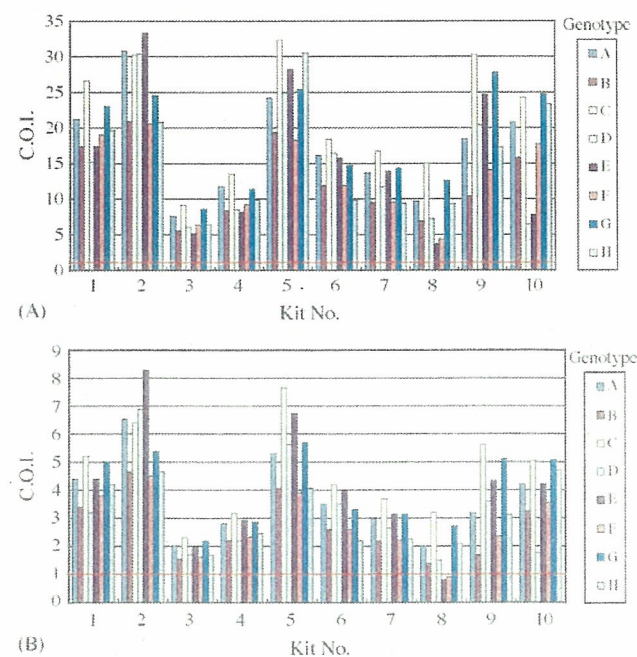 Genotype
35
30
25
20
15
10
5
0
C.O.I.
A
B
C
D
E
F
G
H
1 2 3 4 5 6 7 8 9 10
(A)
Kit No.
Genotype
9
8
7
6
5
4
3
2
1
0
C.O.I.
A
B
C
D
E
F
G
H
1 2 3 4 5 6 7 8 9 10
(B)
Kit No.